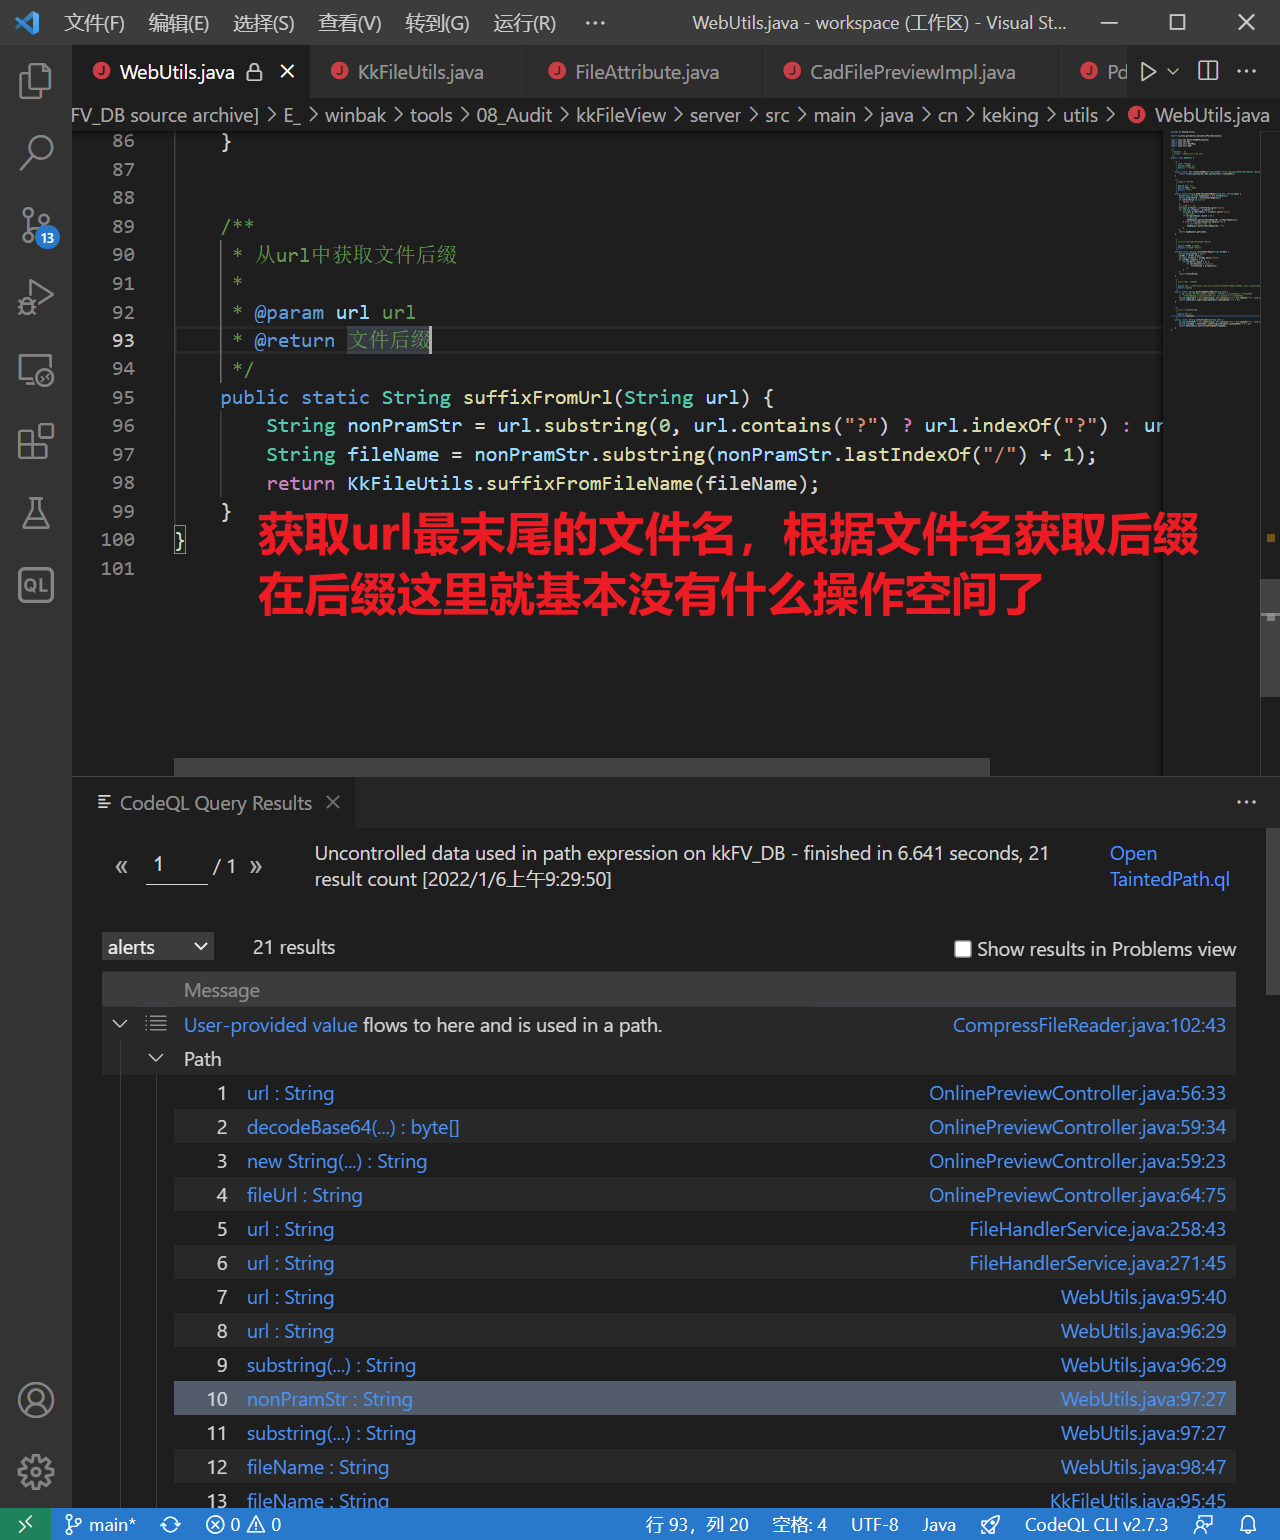 文件(F) 编辑(E) 选择(S) 查看(V) 转到(G) 运行(R) ··· WebUtils.java - workspace (工作区) - Visual St...
WebUtils.java KkFileUtils.java FileAttribute.java CadFilePreviewImpl.java Pd
FV_DB source archive] > E_ > winbak > tools > 08_Audit > kkFileView > server > src > main > java > cn > keking > utils > WebUtils.java
86 }
87
88
89 /**
90 * 从url中获取文件后缀
91 *
92 * @param url url
93 * @return 文件后缀
94 */
95 public static String suffixFromUrl(String url) {
96 String nonPramStr = url.substring(0, url.contains("?") ? url.indexOf("?") : ur
97 String fileName = nonPramStr.substring(nonPramStr.lastIndexOf("/") + 1);
98 return KkFileUtils.suffixFromFileName(fileName);
99 }
100 }
101
获取url最末尾的文件名，根据文件名获取后缀
在后缀这里就基本没有什么操作空间了
13
QL
CodeQL Query Results
« 1 / 1 »
Uncontrolled data used in path expression on kkFV_DB - finished in 6.641 seconds, 21
result count [2022/1/6上午9:29:50]
Open
TaintedPath.ql
alerts 21 results Show results in Problems view
Message
User-provided value flows to here and is used in a path. CompressFileReader.java:102:43
Path
1 url : String OnlinePreviewController.java:56:33
2 decodeBase64(...) : byte[] OnlinePreviewController.java:59:34
3 new String(...) : String OnlinePreviewController.java:59:23
4 fileUrl : String OnlinePreviewController.java:64:75
5 url : String FileHandlerService.java:258:43
6 url : String FileHandlerService.java:271:45
7 url : String WebUtils.java:95:40
8 url : String WebUtils.java:96:29
9 substring(...) : String WebUtils.java:96:29
10 nonPramStr : String WebUtils.java:97:27
11 substring(...) : String WebUtils.java:97:27
12 fileName : String WebUtils.java:98:47
13 fileName : String KkFileUtils.java:95:45
main* 0 0 行 93，列 20 空格: 4 UTF-8 Java CodeQL CLI v2.7.3